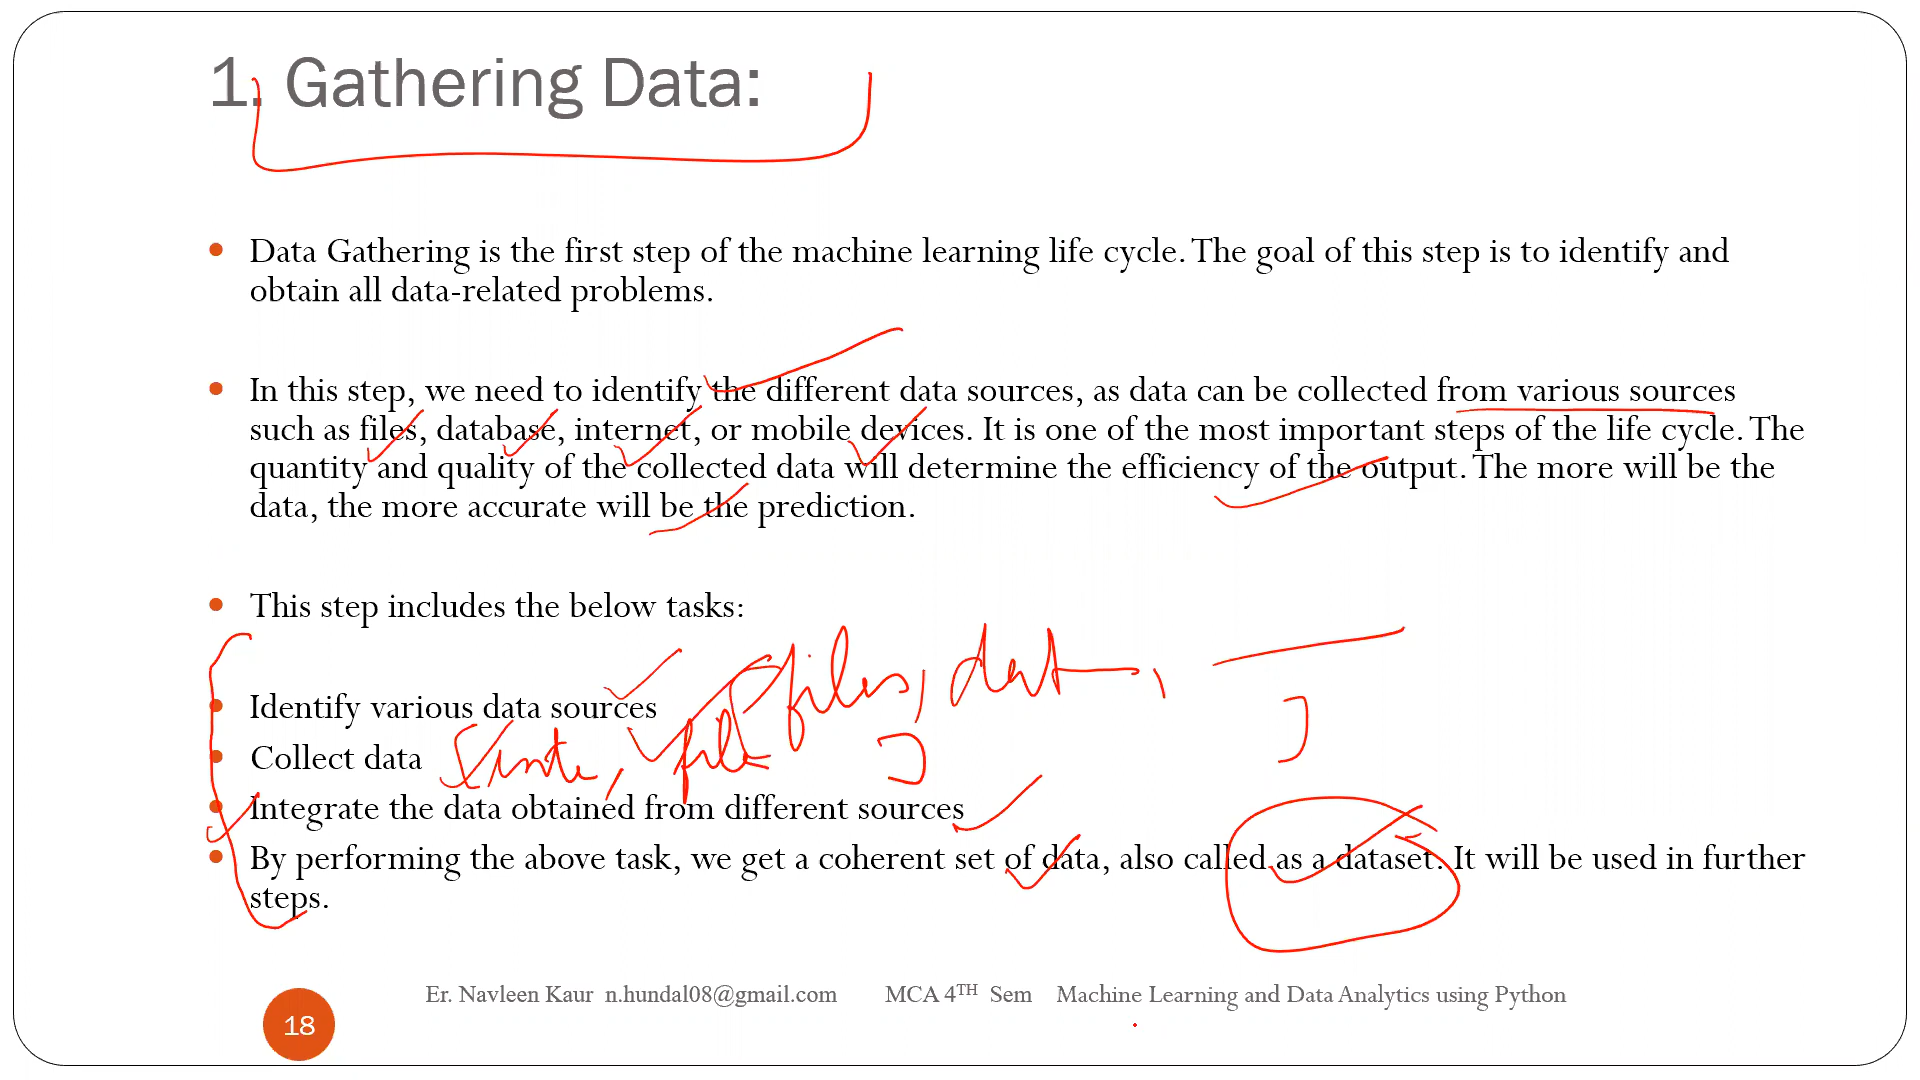 1. Gathering Data:
Data Gathering is the first step of the machine learning life cycle. The goal of this step is to identify and
obtain all data-related problems.
In this step, we need to identify the different data sources, as data can be collected from various sources
such as files, database, internet, or mobile devices. It is one of the most important steps of the life cycle. The
quantity and quality of the collected data will determine the efficiency of the output. The more will be the
data, the more accurate will be the prediction.
This step includes the below tasks:
files, dat
Identify various data sources
Collect data
Integrate the data obtained from different sources
By performing the above task, we get a coherent set of data, also called as a dataset. It will be used in further
steps.
Er. Navleen Kaur n.hundal08@gmail.com MCA 4TH Sem Machine Learning and Data Analytics using Python
18